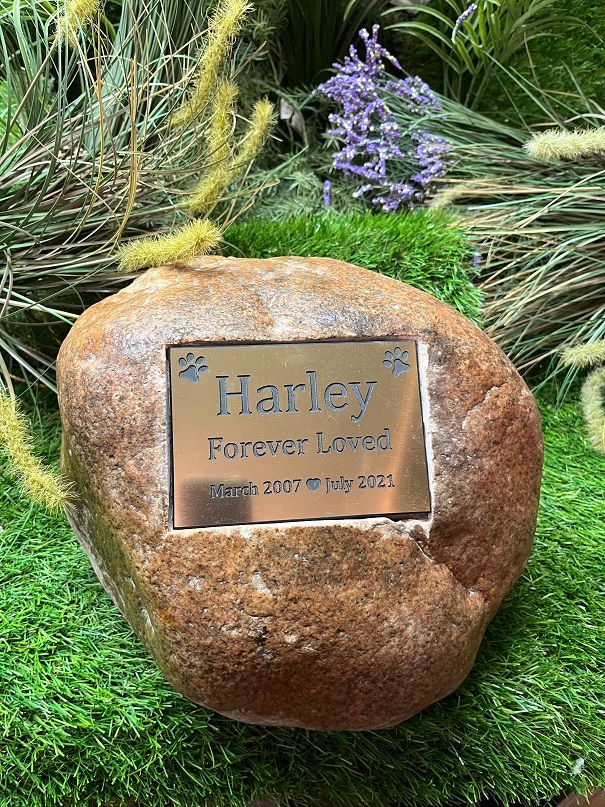 Harley
Forever Loved
March 2007 ♥ July 2021